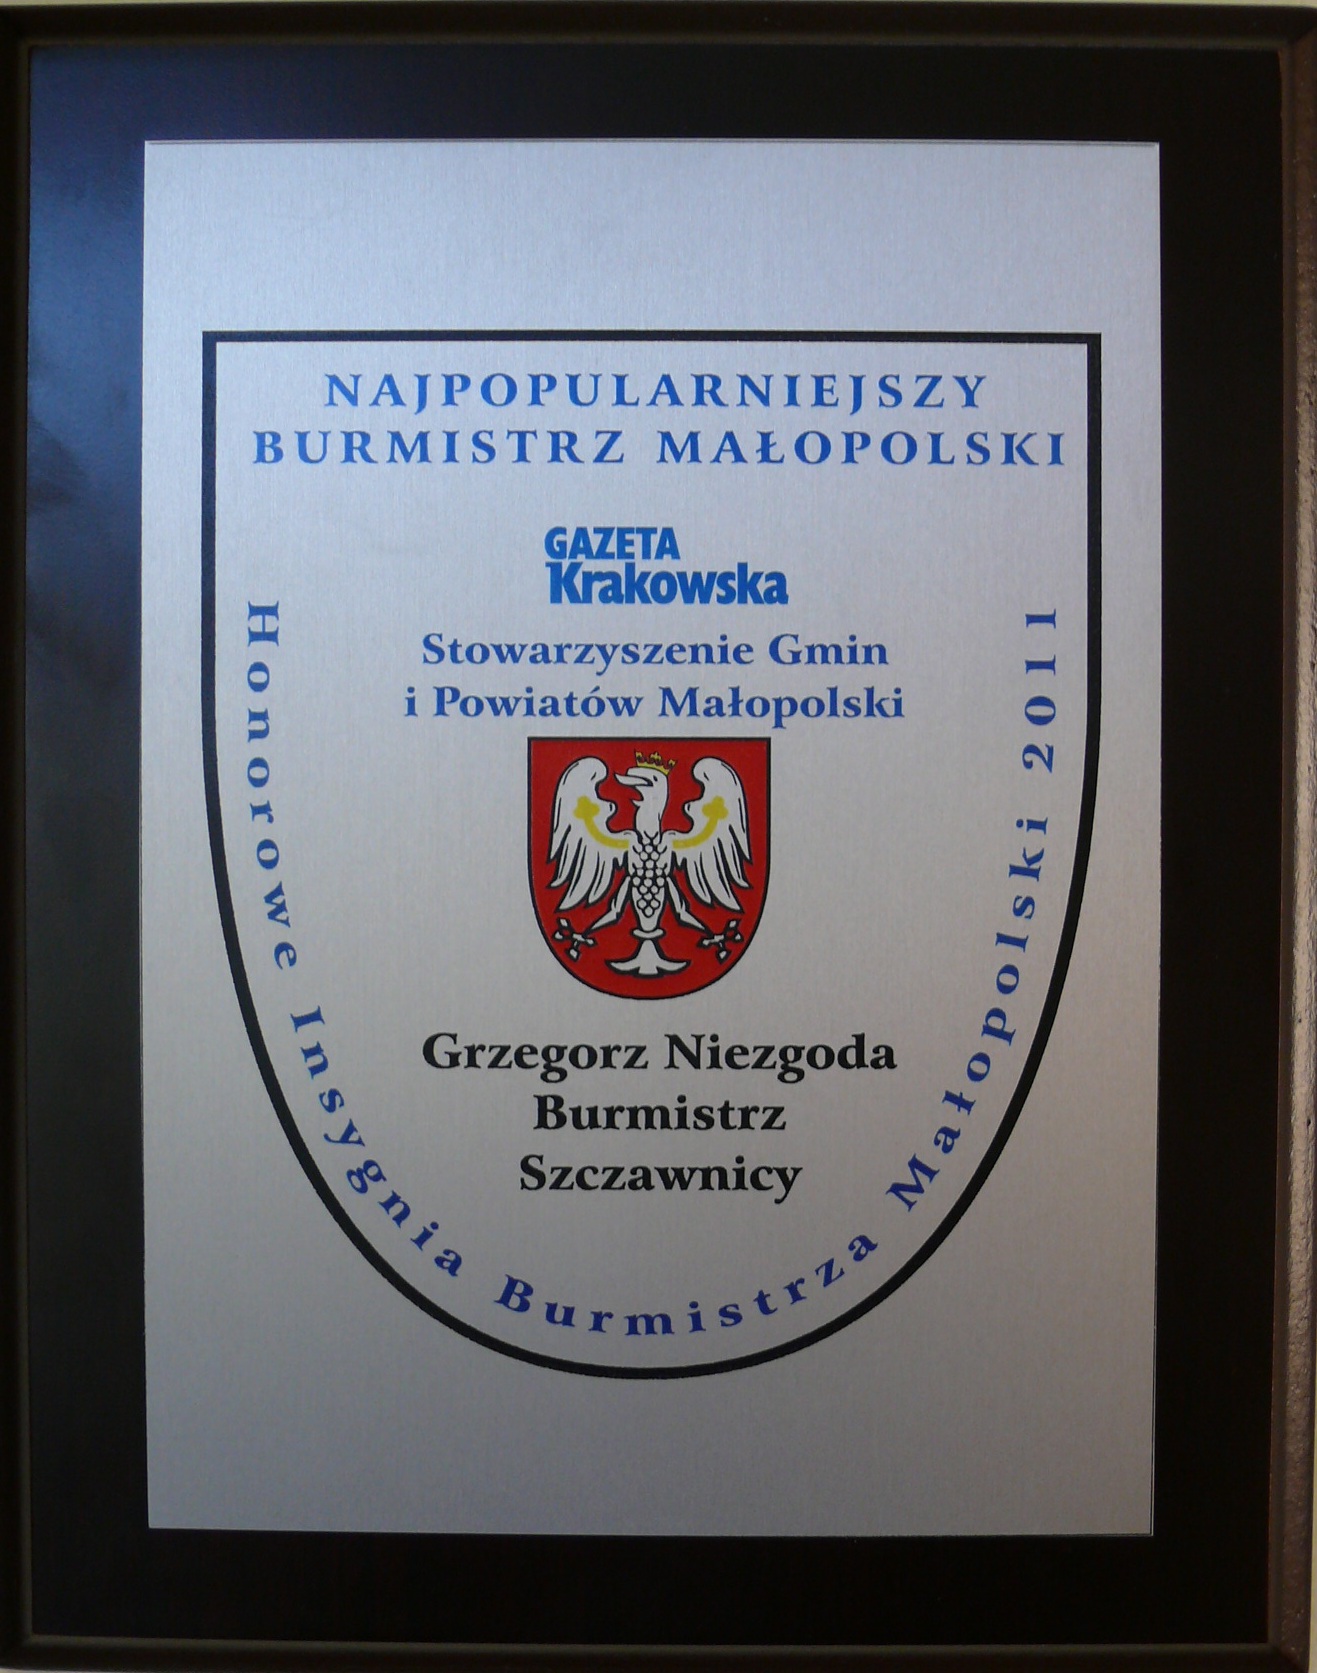 NAJPOPULARNIEJSZY
BURMISTRZ MAŁOPOLSKI
GAZETA
Krakowska
Stowarzyszenie Gmin
i Powiatów Małopolski
Grzegorz Niezgoda
Burmistrz
Szczawnicy
Honorowe Insygnia Burmistrza Małopolski 2011